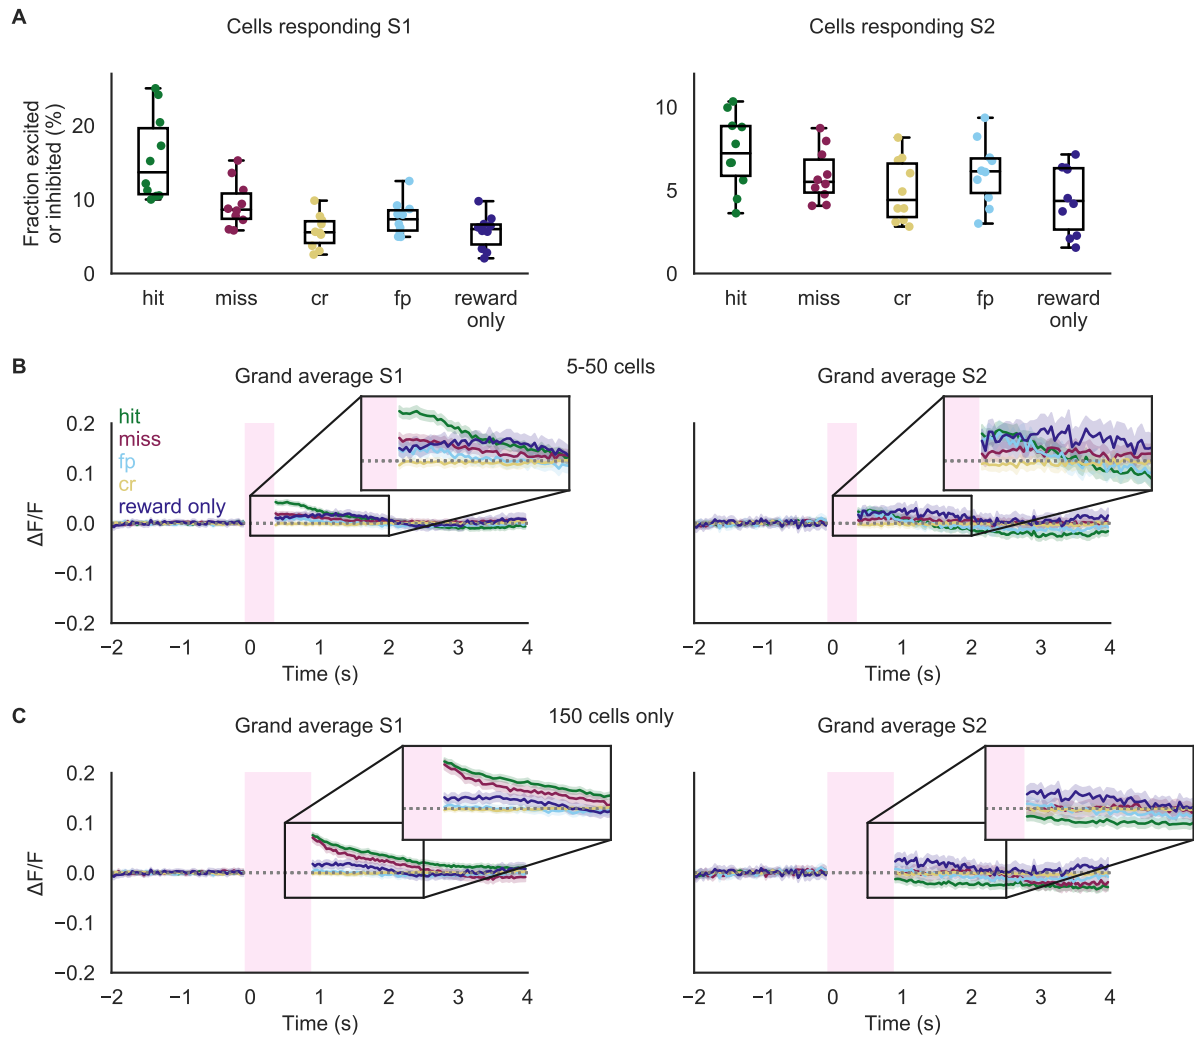 A
Cells responding S1
Cells responding S2
Fraction excited
or inhibited (%)
20
10
0
hit
miss
cr
fp
reward
only
10
5
0
hit
miss
cr
fp
reward
only
B
5-50 cells
Grand average S1
Grand average S2
hit
miss
fp
cr
reward only
ΔF/F
0.2
0.1
0.0
−0.1
−0.2
−2
−1
0
1
2
3
4
Time (s)
−2
−1
0
1
2
3
4
Time (s)
C
150 cells only
Grand average S1
Grand average S2
ΔF/F
0.2
0.1
0.0
−0.1
−0.2
−2
−1
0
1
2
3
4
Time (s)
−2
−1
0
1
2
3
4
Time (s)